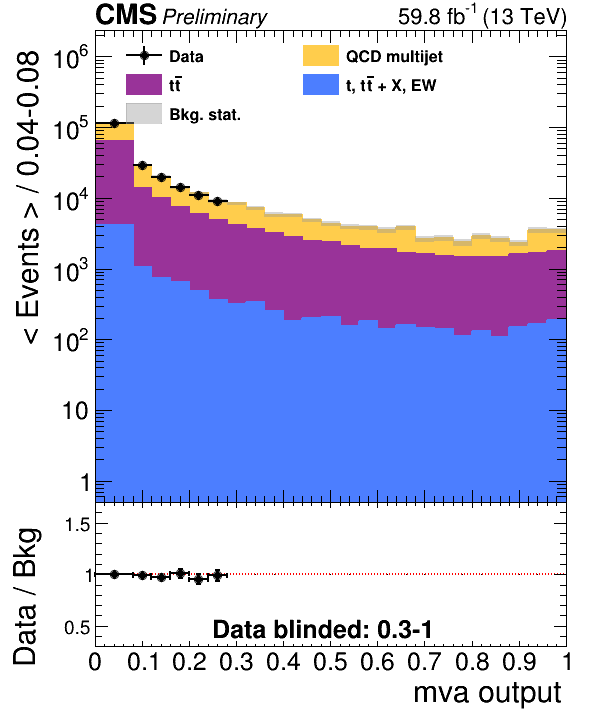 CMS Preliminary 59.8 fb⁻¹ (13 TeV)
< Events > / 0.04-0.08
10⁶
10⁵
10⁴
10³
10²
10
1
Data
QCD multijet
tt̄
t, tt̄ + X, EW
Bkg. stat.
Data / Bkg
1.5
1
0.5
Data blinded: 0.3-1
0 0.1 0.2 0.3 0.4 0.5 0.6 0.7 0.8 0.9 1
mva output